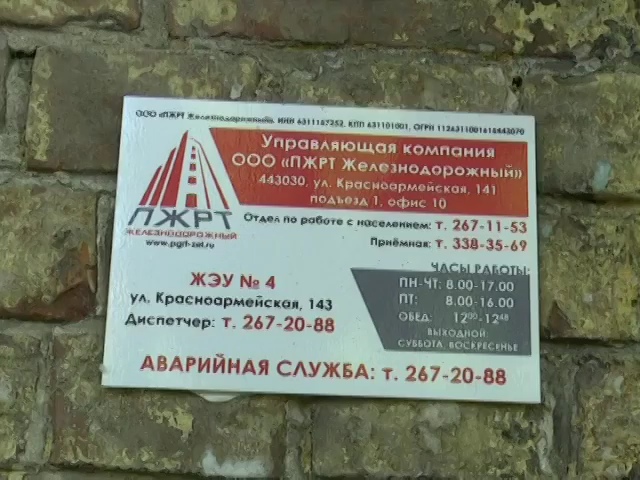 ООО «ПЖРТ Железнодорожный», ИНН 6311157252, КПП 631101001, ОГРН
Управляющая компания
ООО «ПЖРТ Железнодорожный»
443030, ул. Красноармейская, 141
подъезд 1, офис 10
ПЖРТ
ЖЕЛЕЗНОДОРОЖНЫЙ
www.pgrt-zel.ru
Отдел по работе с населением: т. 267-11-53
Приёмная: т. 338-35-69
ЖЭУ № 4
ул. Красноармейская, 143
Диспетчер: т. 267-20-88
ЧАСЫ РАБОТЫ:
ПН-ЧТ: 8.00-17.00
ПТ: 8.00-16.00
ОБЕД: 12⁰⁰-12⁴⁸
ВЫХОДНОЙ:
СУББОТА, ВОСКРЕСЕНЬЕ
АВАРИЙНАЯ СЛУЖБА: т. 267-20-88